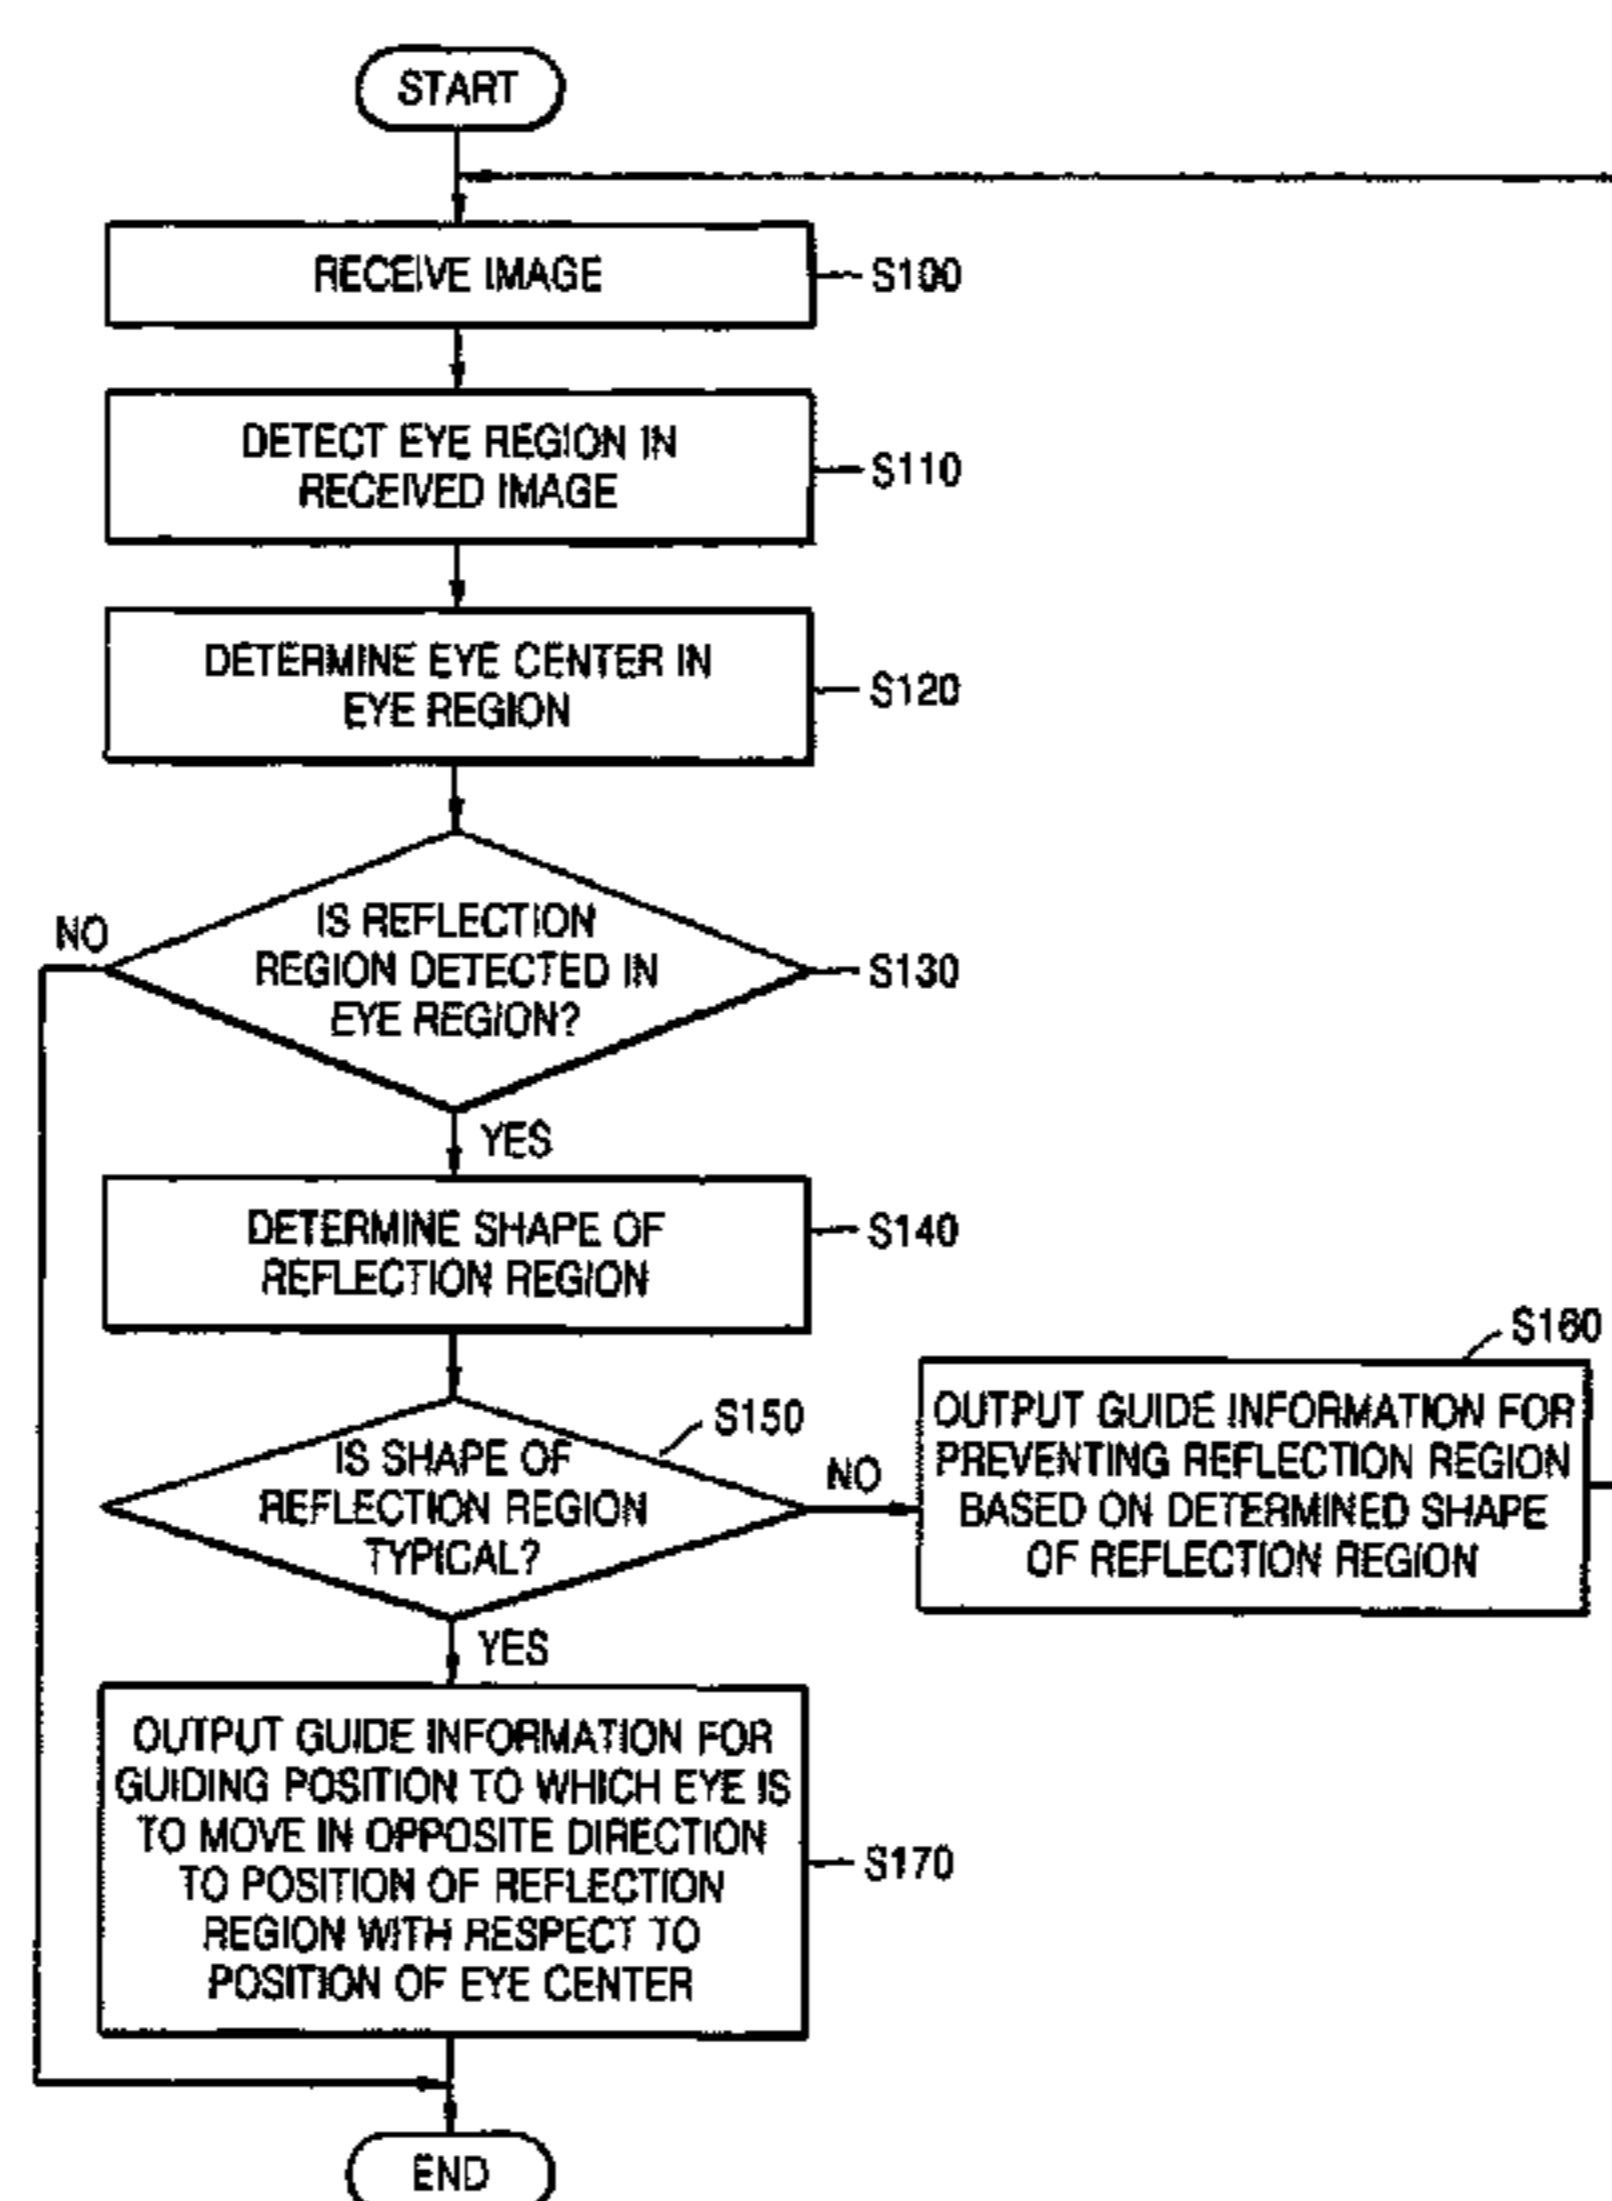 START
RECEIVE IMAGE
S100
DETECT EYE REGION IN
RECEIVED IMAGE
S110
DETERMINE EYE CENTER IN
EYE REGION
S120
NO
IS REFLECTION
REGION DETECTED IN
EYE REGION?
S130
YES
DETERMINE SHAPE OF
REFLECTION REGION
S140
S150
IS SHAPE OF
REFLECTION REGION
TYPICAL?
NO
S160
OUTPUT GUIDE INFORMATION FOR
PREVENTING REFLECTION REGION
BASED ON DETERMINED SHAPE
OF REFLECTION REGION
YES
OUTPUT GUIDE INFORMATION FOR
GUIDING POSITION TO WHICH EYE IS
TO MOVE IN OPPOSITE DIRECTION
TO POSITION OF REFLECTION
REGION WITH RESPECT TO
POSITION OF EYE CENTER
S170
END